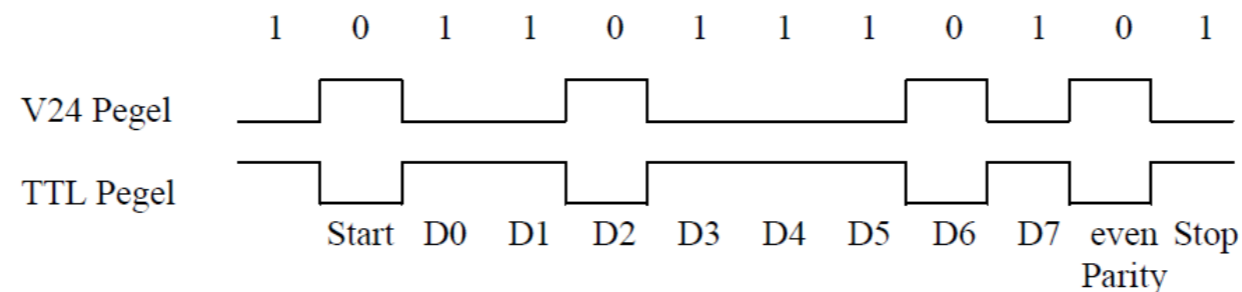 1 0 1 1 0 1 1 1 0 1 0 1
V24 Pegel
TTL Pegel
Start D0 D1 D2 D3 D4 D5 D6 D7 even Stop
Parity